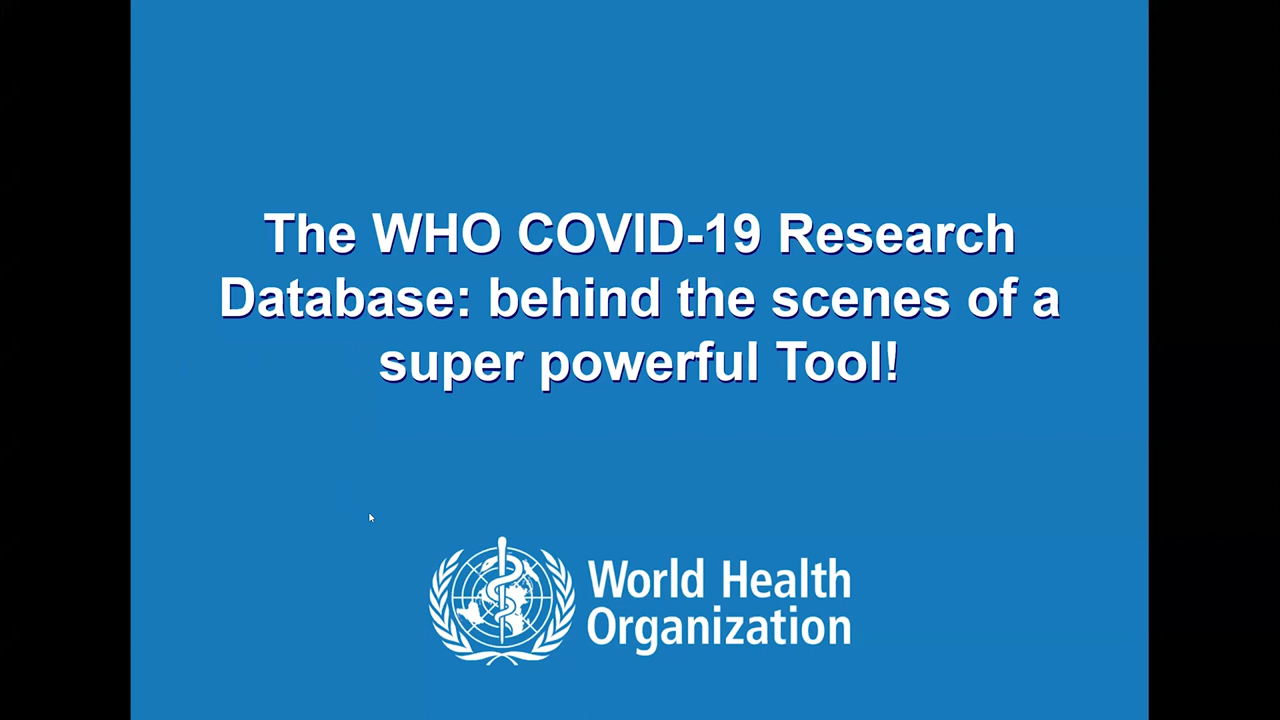 The WHO COVID-19 Research
Database: behind the scenes of a
super powerful Tool!
World Health
Organization